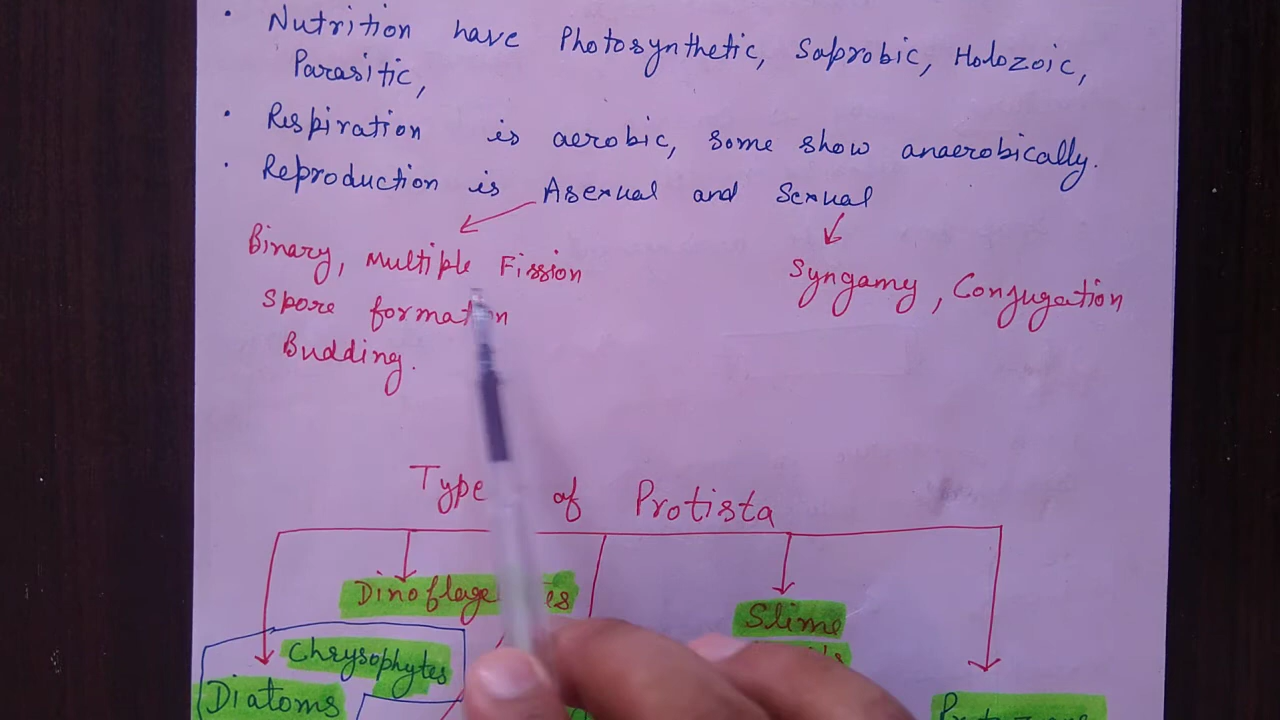 • Nutrition have Photosynthetic, Saprobic, Holozoic,
Parasitic,
• Respiration is aerobic, some show anaerobically.
• Reproduction is Asexual and Sexual
Binary, Multiple Fission
Spore formation
Budding.
Syngamy, Conjugation
Type of Protista
Slime
Chrysophytes
Diatoms